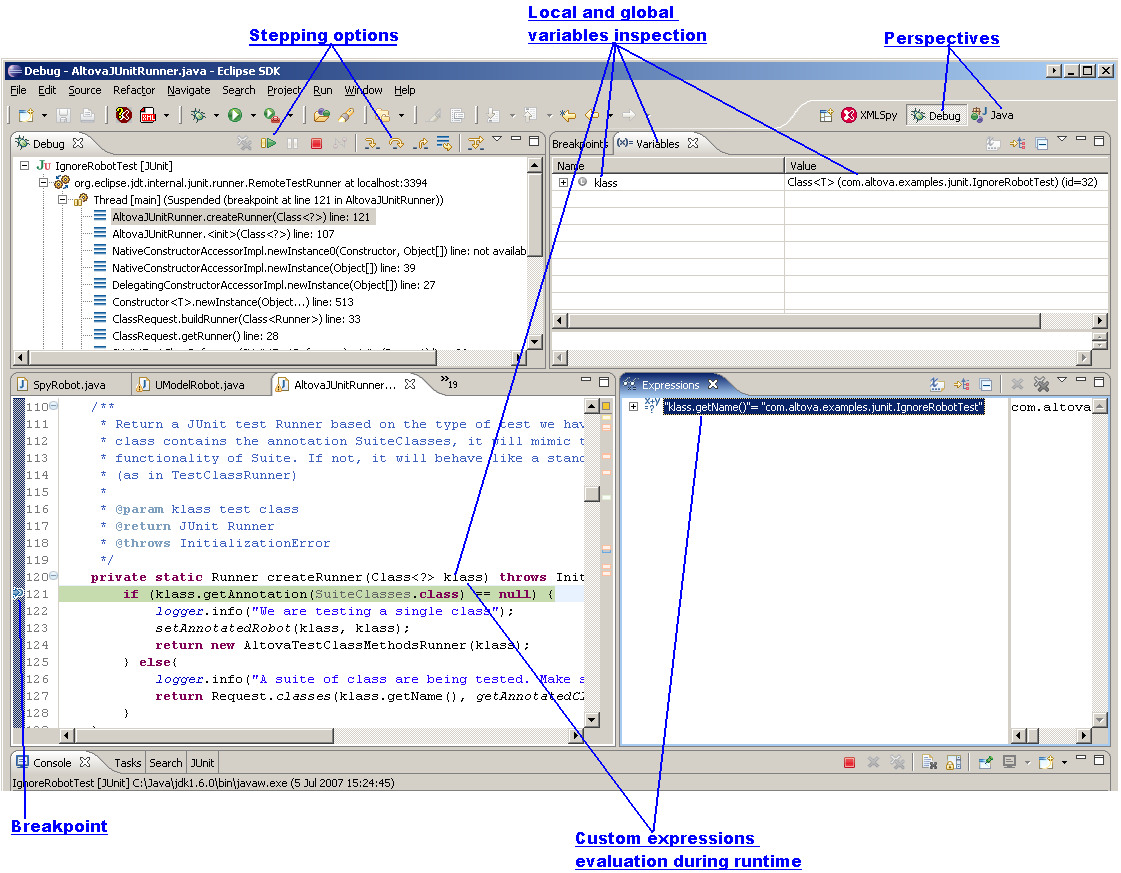 Local and global
variables inspection
Stepping options
Perspectives
Debug - AltovaJUnitRunner.java - Eclipse SDK
File Edit Source Refactor Navigate Search Project Run Window Help
XMLSpy Debug Java
Debug
IgnoreRobotTest [JUnit]
org.eclipse.jdt.internal.junit.runner.RemoteTestRunner at localhost:3394
Thread [main] (Suspended (breakpoint at line 121 in AltovaJUnitRunner))
AltovaJUnitRunner.createRunner(Class<?>) line: 121
AltovaJUnitRunner.<init>(Class<?>) line: 107
NativeConstructorAccessorImpl.newInstance0(Constructor, Object[]) line: not availab
NativeConstructorAccessorImpl.newInstance(Object[]) line: 39
DelegatingConstructorAccessorImpl.newInstance(Object[]) line: 27
Constructor<T>.newInstance(Object...) line: 513
ClassRequest.buildRunner(Class<Runner>) line: 33
ClassRequest.getRunner() line: 28
Breakpoints (x)= Variables
Name Value
klass Class<T> (com.altova.examples.junit.IgnoreRobotTest) (id=32)
SpyRobot.java UModelRobot.java AltovaJUnitRunner... »19
110 /**
111 * Return a JUnit test Runner based on the type of test we hav
112 * class contains the annotation SuiteClasses, it will mimic t
113 * functionality of Suite. If not, it will behave like a stand
114 * (as in TestClassRunner)
115 *
116 * @param klass test class
117 * @return JUnit Runner
118 * @throws InitializationError
119 */
120 private static Runner createRunner(Class<?> klass) throws Init
121 if (klass.getAnnotation(SuiteClasses.class) == null) {
122 logger.info("We are testing a single class");
123 setAnnotatedRobot(klass, klass);
124 return new AltovaTestClassMethodsRunner(klass);
125 } else{
126 logger.info("A suite of class are being tested. Make s
127 return Request.classes(klass.getName(), getAnnotatedCl
128 }
Expressions
"klass.getName()"= "com.altova.examples.junit.IgnoreRobotTest"
com.altova
Console Tasks Search JUnit
IgnoreRobotTest [JUnit] C:\Java\jdk1.6.0\bin\javaw.exe (5 Jul 2007 15:24:45)
Breakpoint
Custom expressions
evaluation during runtime